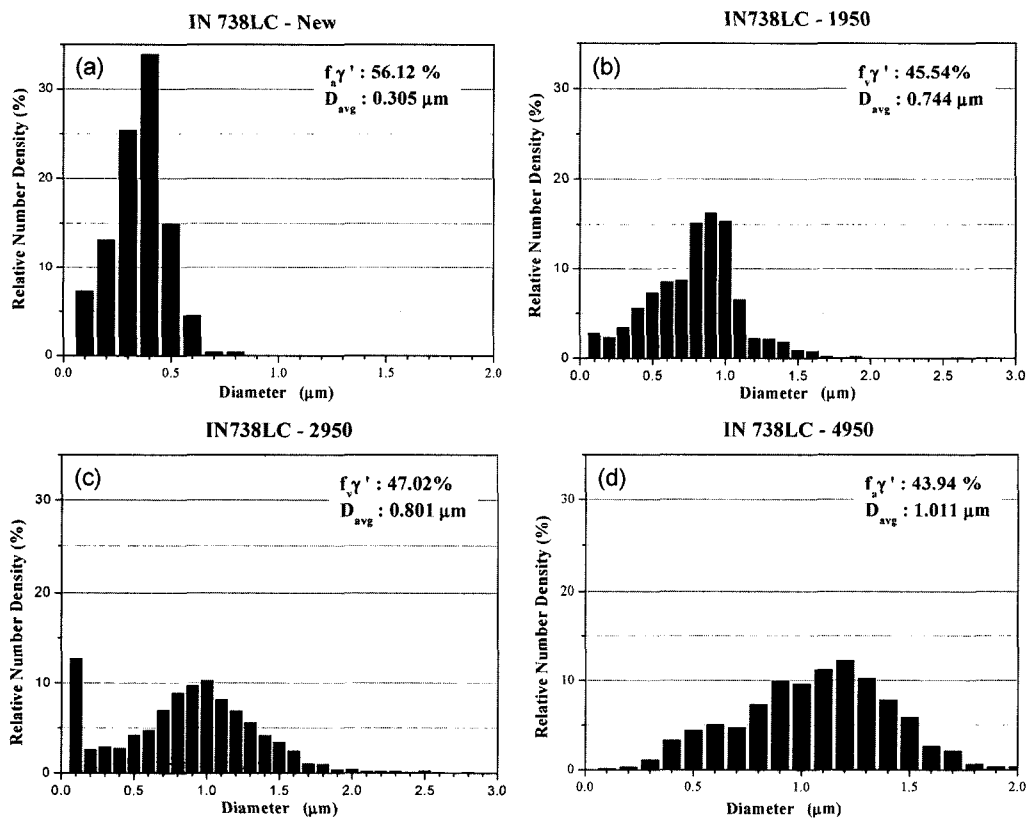 IN 738LC - New
(a)
fₐγ' : 56.12 %
D_avg : 0.305 µm
Relative Number Density (%)
30
20
10
0
0.0 0.5 1.0 1.5 2.0
Diameter (µm)
IN738LC - 1950
(b)
fᵥγ' : 45.54%
D_avg : 0.744 µm
Relative Number Density (%)
30
20
10
0
0.0 0.5 1.0 1.5 2.0 2.5 3.0
Diameter (µm)
IN738LC - 2950
(c)
fᵥγ' : 47.02%
D_avg : 0.801 µm
Relative Number Density (%)
30
20
10
0
0.0 0.5 1.0 1.5 2.0 2.5 3.0
Diameter (µm)
IN 738LC - 4950
(d)
fₐγ' : 43.94 %
D_avg : 1.011 µm
Relative Number Density (%)
30
20
10
0
0.0 0.5 1.0 1.5 2.0
Diameter (µm)